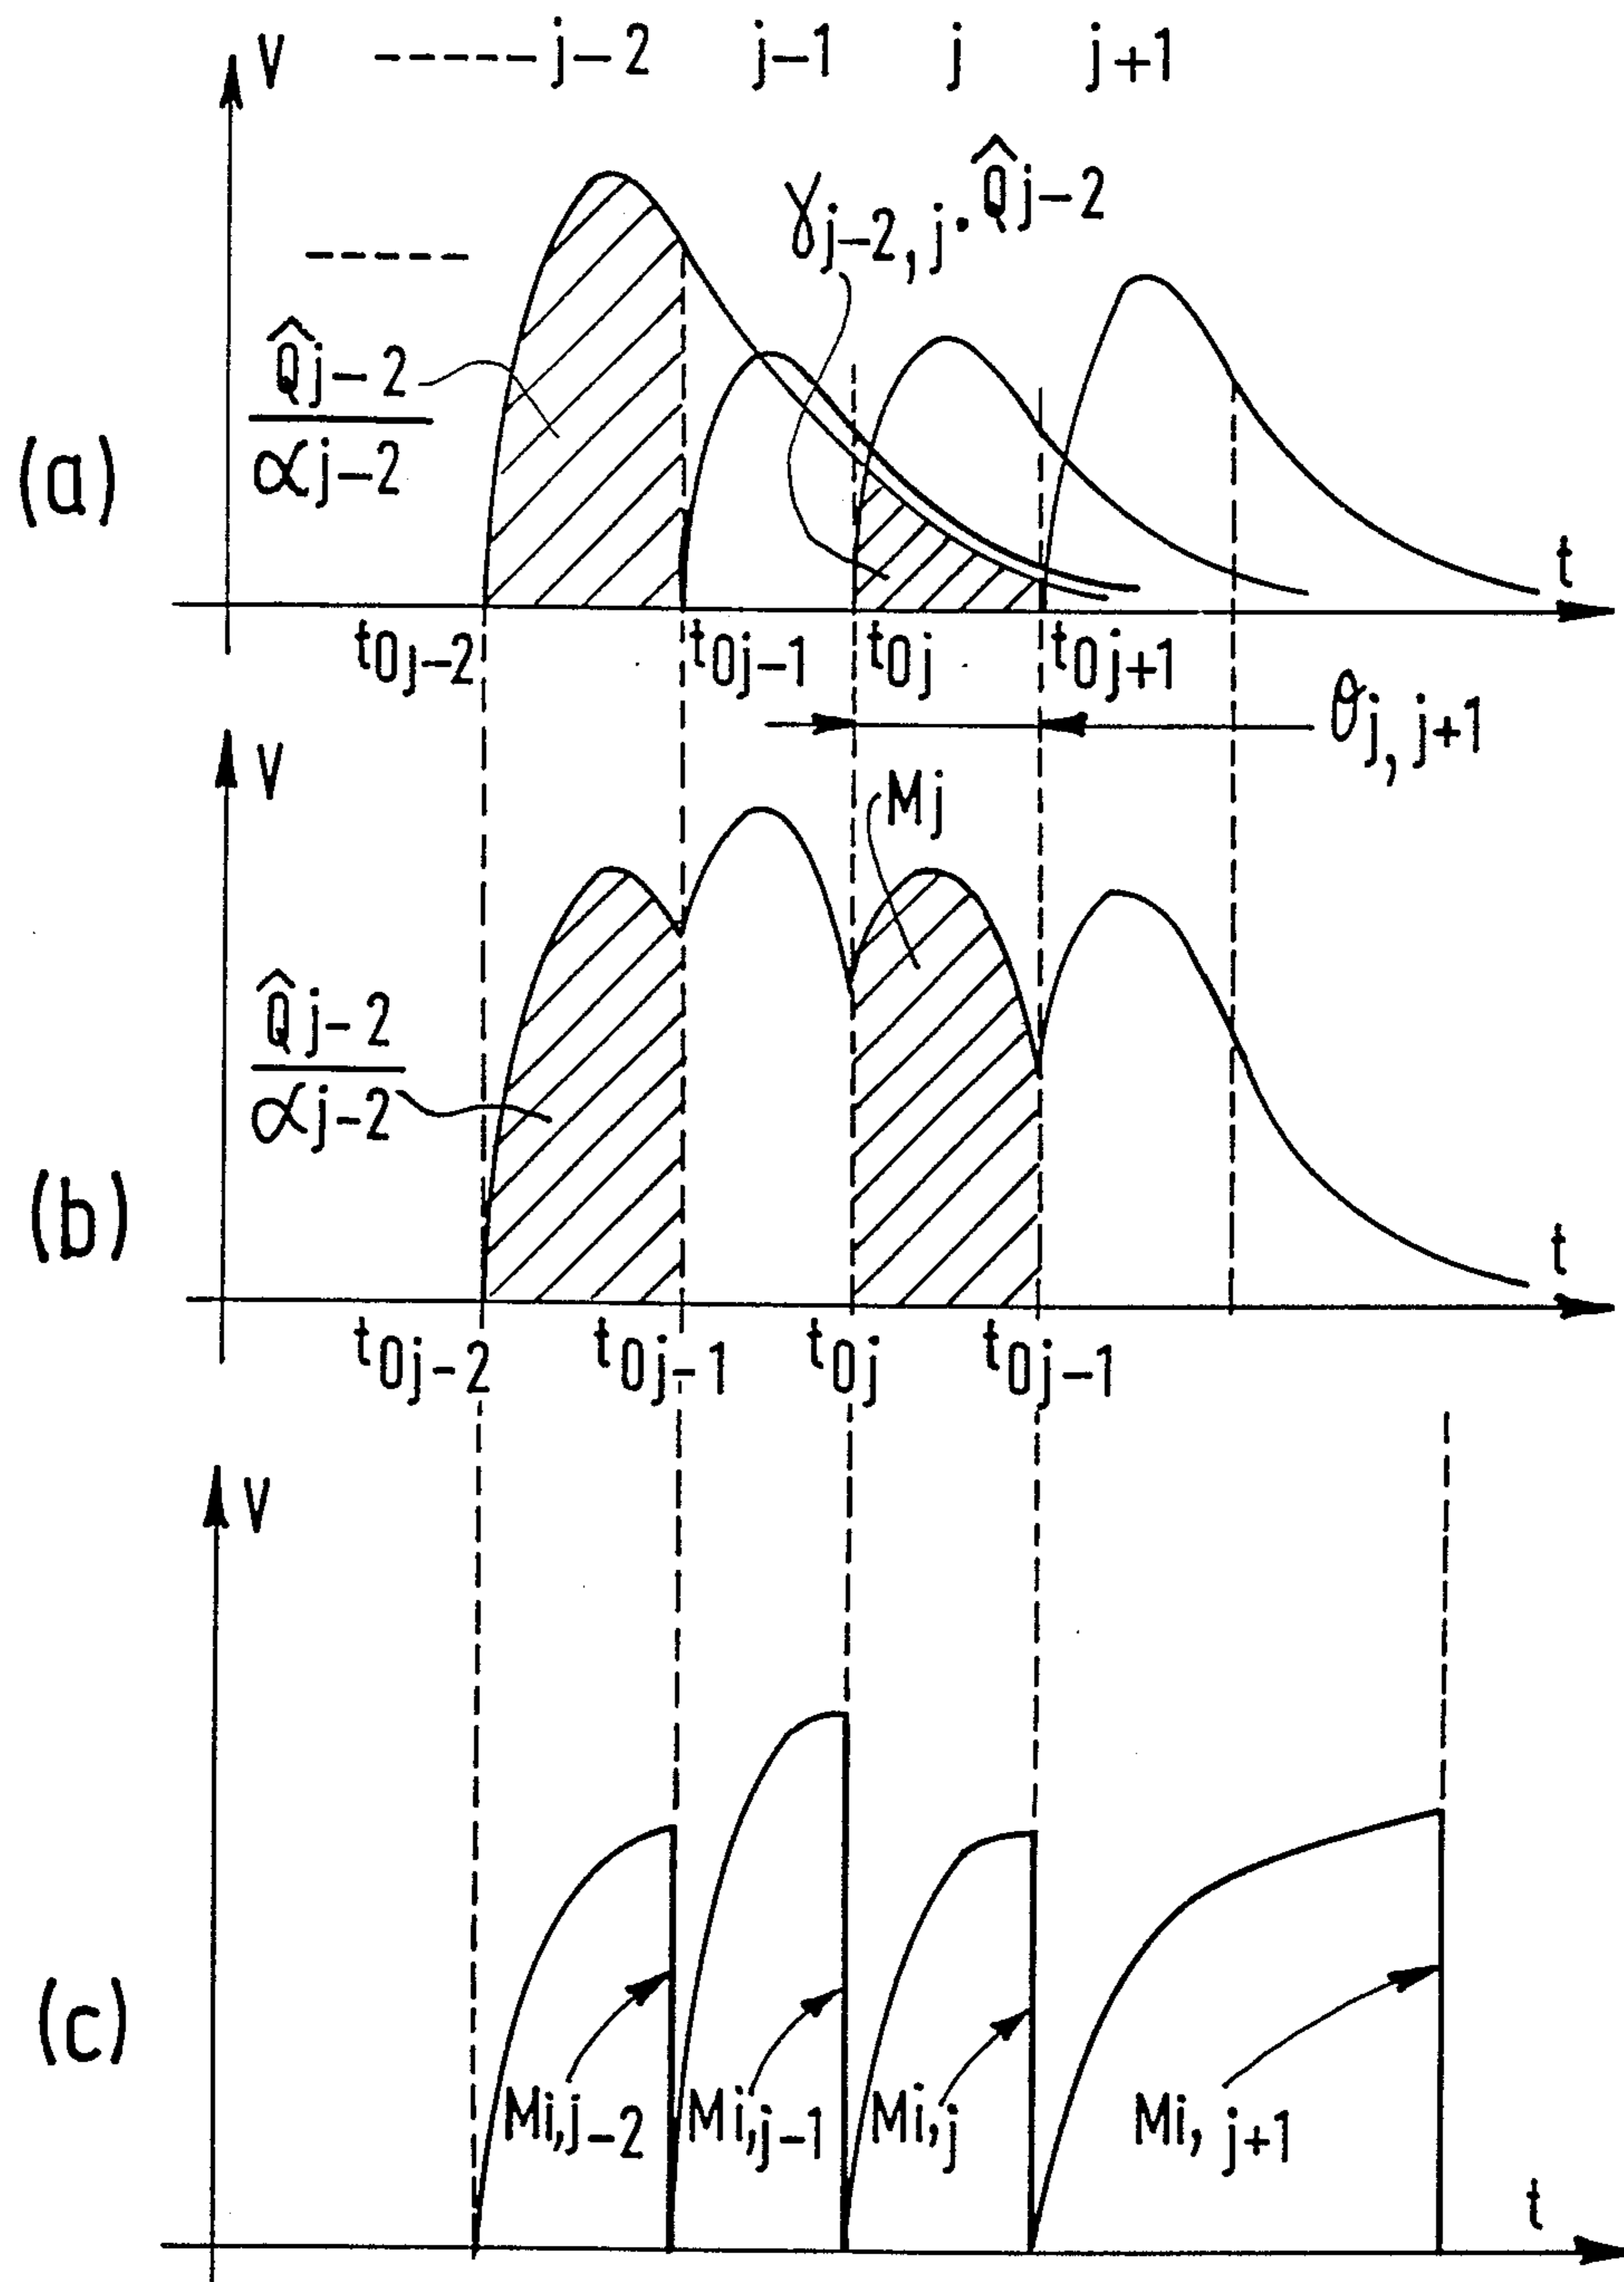 V ----- j-2 j-1 j j+1
γj-2, j · Q̂j-2
-----
Q̂j-2
αj-2
(a)
t
t0j-2 t0j-1 t0j t0j+1
θj, j+1
V
Mj
Q̂j-2
αj-2
(b)
t
t0j-2 t0j-1 t0j t0j-1
V
(c)
Mi,j-2 Mi,j-1 Mi,j Mi, j+1
t